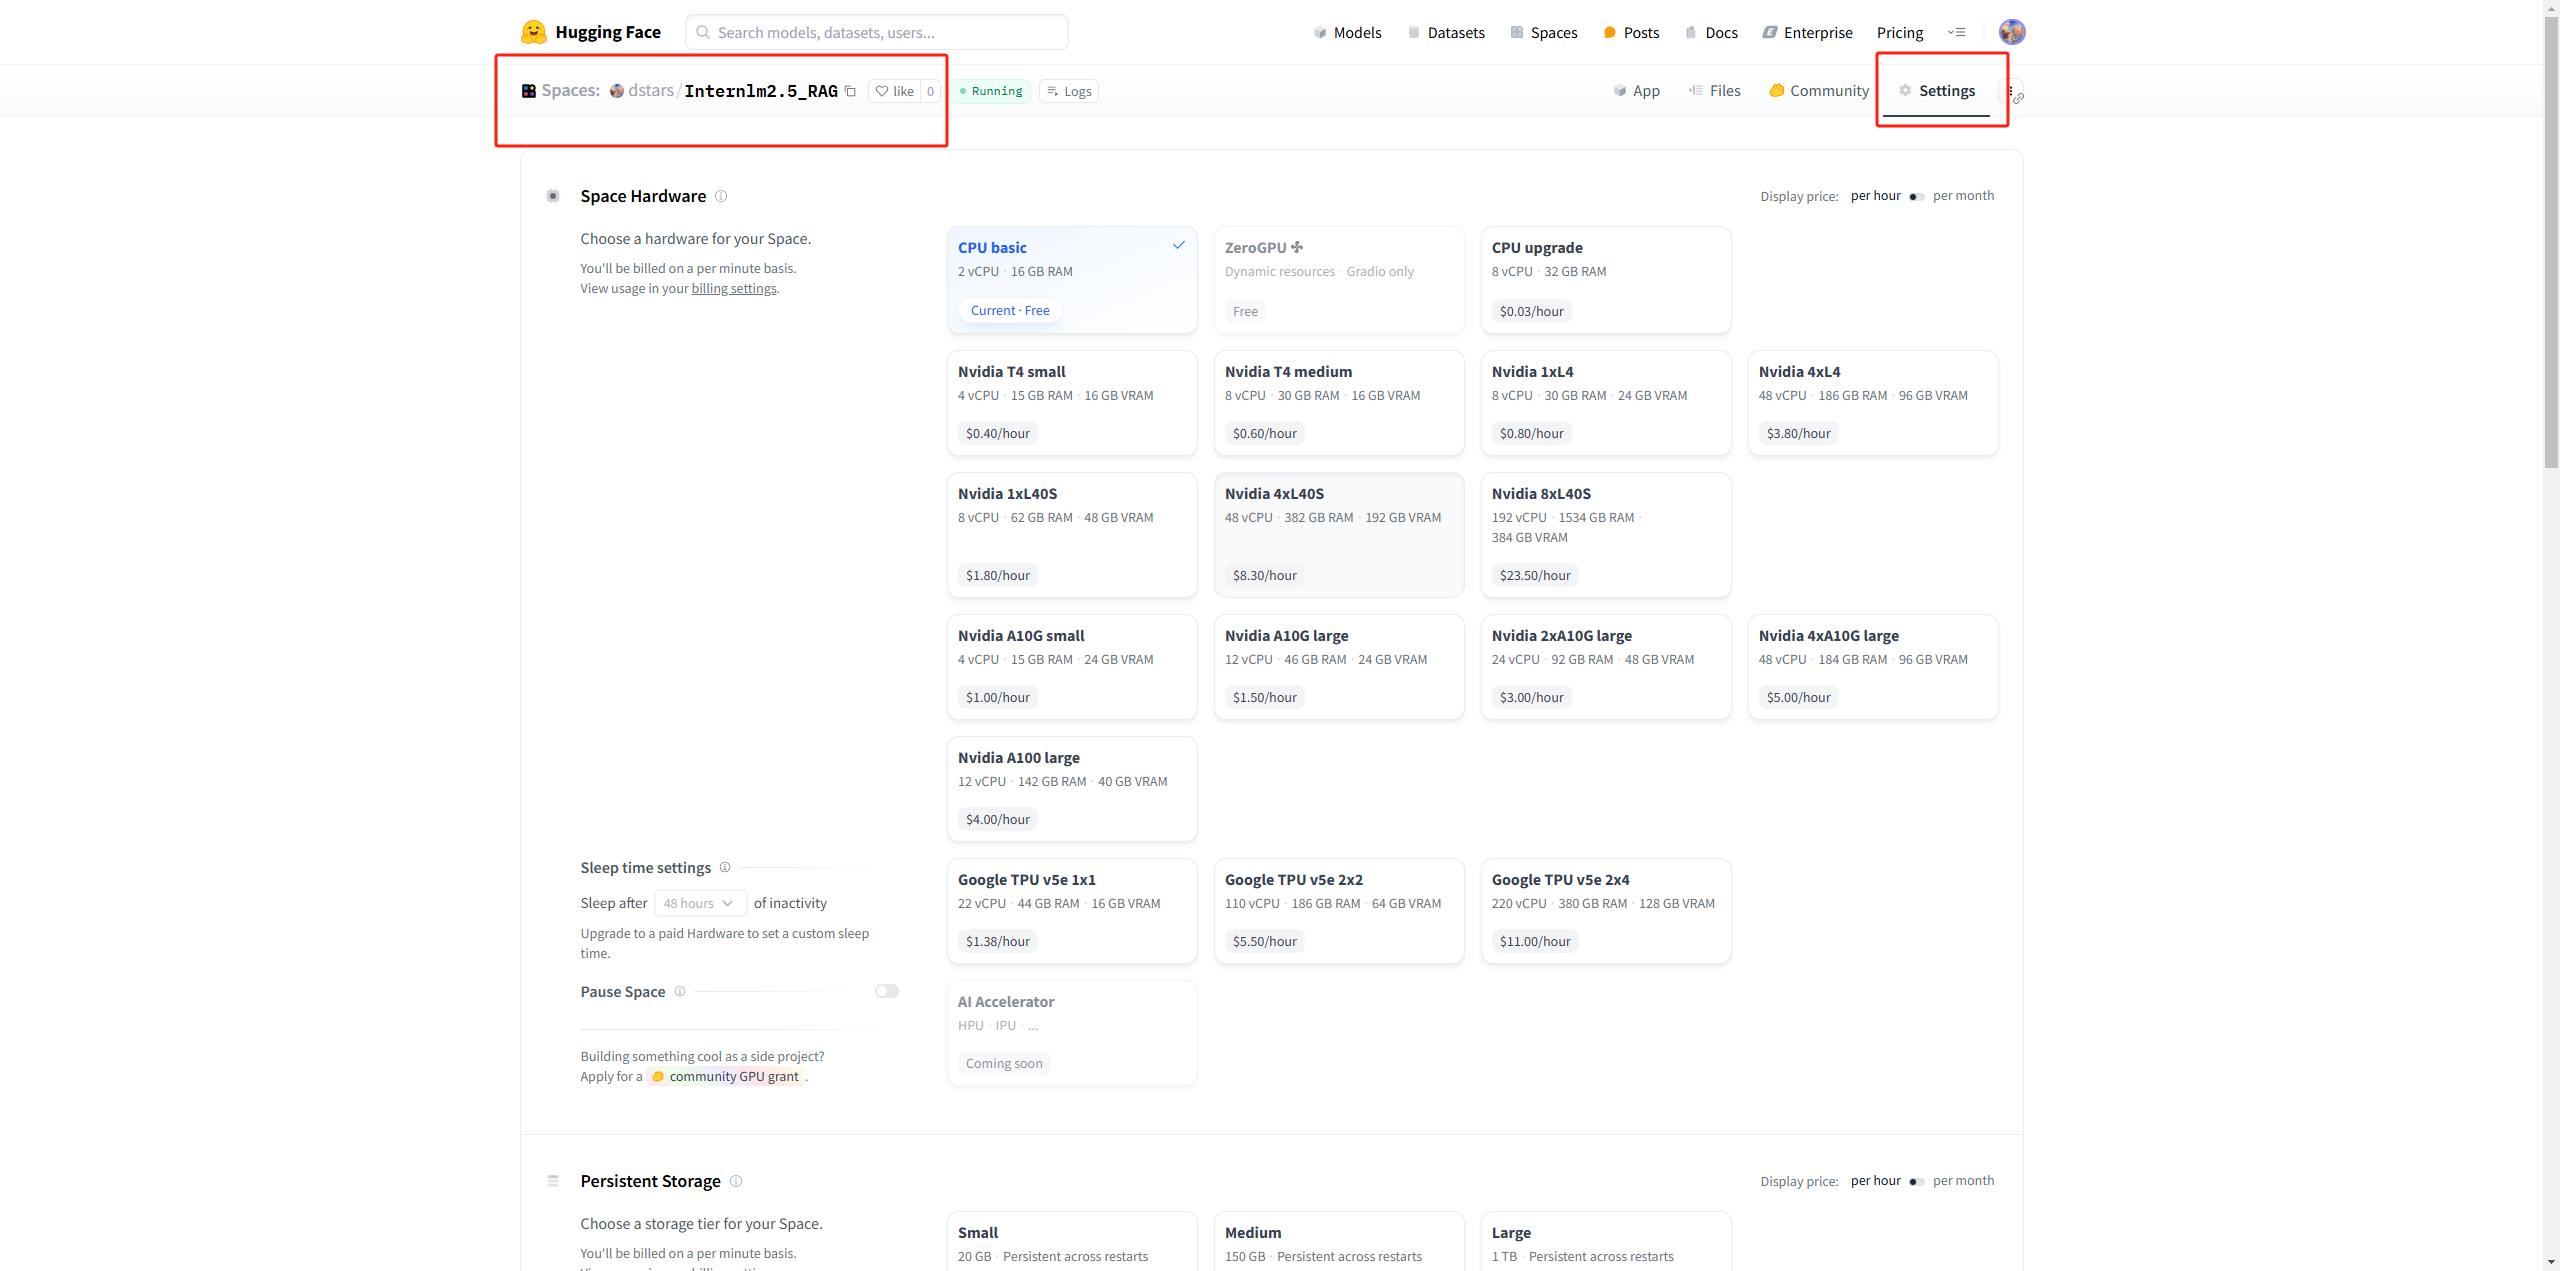 Hugging Face
Search models, datasets, users...
Models
Datasets
Spaces
Posts
Docs
Enterprise
Pricing
Spaces: dstars/Internlm2.5_RAG
like 0
Running
Logs
App
Files
Community
Settings
Space Hardware
Display price: per hour per month
Choose a hardware for your Space.
You'll be billed on a per minute basis.
View usage in your billing settings.
CPU basic
2 vCPU · 16 GB RAM
Current · Free
ZeroGPU
Dynamic resources · Gradio only
Free
CPU upgrade
8 vCPU · 32 GB RAM
$0.03/hour
Nvidia T4 small
4 vCPU · 15 GB RAM · 16 GB VRAM
$0.40/hour
Nvidia T4 medium
8 vCPU · 30 GB RAM · 16 GB VRAM
$0.60/hour
Nvidia 1xL4
8 vCPU · 30 GB RAM · 24 GB VRAM
$0.80/hour
Nvidia 4xL4
48 vCPU · 186 GB RAM · 96 GB VRAM
$3.80/hour
Nvidia 1xL40S
8 vCPU · 62 GB RAM · 48 GB VRAM
$1.80/hour
Nvidia 4xL40S
48 vCPU · 382 GB RAM · 192 GB VRAM
$8.30/hour
Nvidia 8xL40S
192 vCPU · 1534 GB RAM ·
384 GB VRAM
$23.50/hour
Nvidia A10G small
4 vCPU · 15 GB RAM · 24 GB VRAM
$1.00/hour
Nvidia A10G large
12 vCPU · 46 GB RAM · 24 GB VRAM
$1.50/hour
Nvidia 2xA10G large
24 vCPU · 92 GB RAM · 48 GB VRAM
$3.00/hour
Nvidia 4xA10G large
48 vCPU · 184 GB RAM · 96 GB VRAM
$5.00/hour
Nvidia A100 large
12 vCPU · 142 GB RAM · 40 GB VRAM
$4.00/hour
Sleep time settings
Sleep after 48 hours of inactivity
Upgrade to a paid Hardware to set a custom sleep
time.
Pause Space
Building something cool as a side project?
Apply for a community GPU grant .
Google TPU v5e 1x1
22 vCPU · 44 GB RAM · 16 GB VRAM
$1.38/hour
Google TPU v5e 2x2
110 vCPU · 186 GB RAM · 64 GB VRAM
$5.50/hour
Google TPU v5e 2x4
220 vCPU · 380 GB RAM · 128 GB VRAM
$11.00/hour
AI Accelerator
HPU · IPU · ...
Coming soon
Persistent Storage
Display price: per hour per month
Choose a storage tier for your Space.
You'll be billed on a per minute basis.
Small
20 GB · Persistent across restarts
Medium
150 GB · Persistent across restarts
Large
1 TB · Persistent across restarts